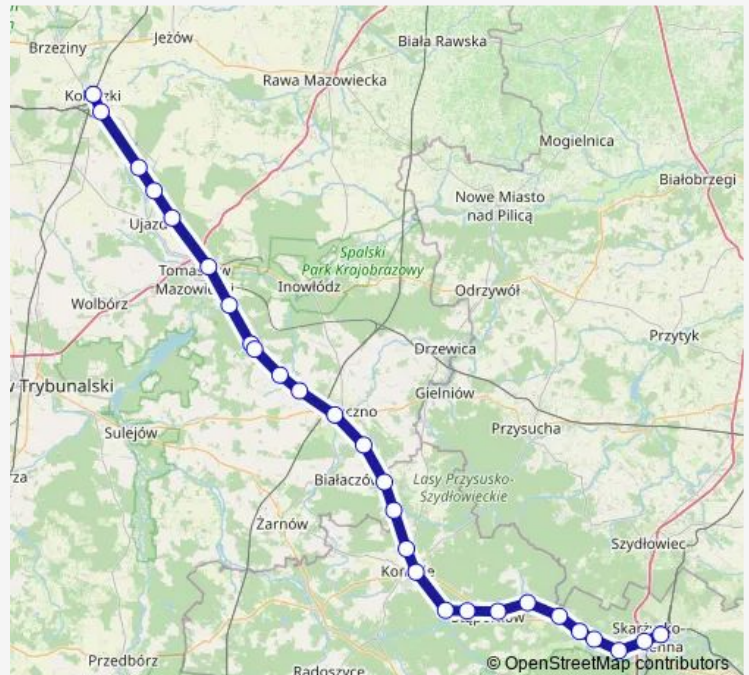 Brzeziny
Jeżów
Biała Rawska
Rawa Mazowiecka
Mogielnica
Białobrzegi
Nowe Miasto
nad Pilicą
Ujazd
Spalski
Park Krajobrazowy
Inowłódz
Wolbórz
Odrzywół
Przytyk
Drzewica
Trybunalski
Gielniów
Sulejów
Przysucha
Lasy Przysusko-
Szydłowieckie
Żarnów
Szydłowiec
Przedbórz
Radoszyce
© OpenStreetMap contributors